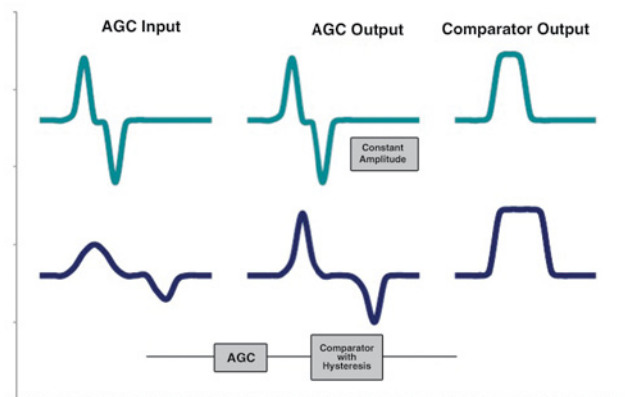 AGC Input
AGC Output
Comparator Output
Constant
Amplitude
AGC
Comparator
with
Hysteresis